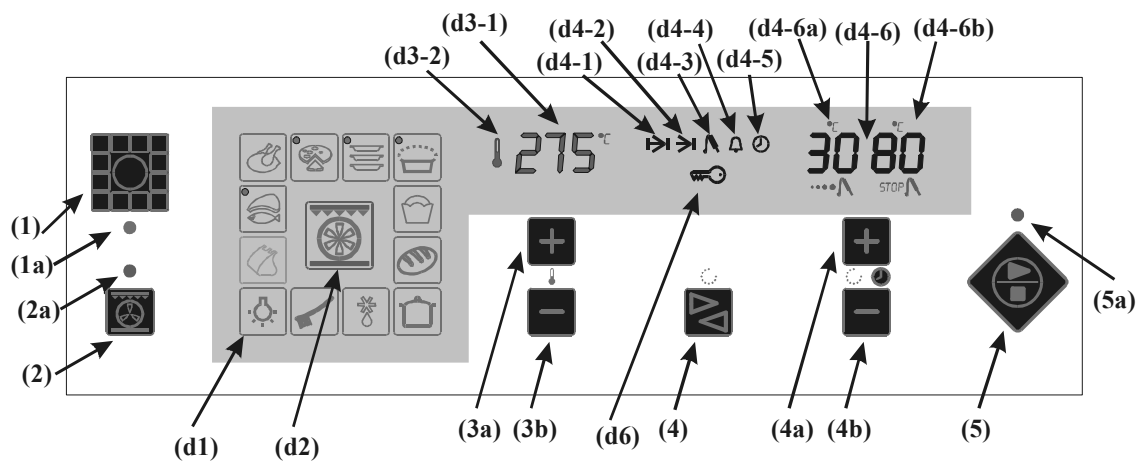 (d3-1)
(d4-2)
(d4-4)
(d4-6a)
(d4-6)
(d4-6b)
(d3-2)
(d4-1)
(d4-3)
(d4-5)
275 °C
°C
°C
30 80
STOP
(1)
(1a)
(2a)
(2)
(5a)
(d1)
(d2)
(3a)
(3b)
(d6)
(4)
(4a)
(4b)
(5)